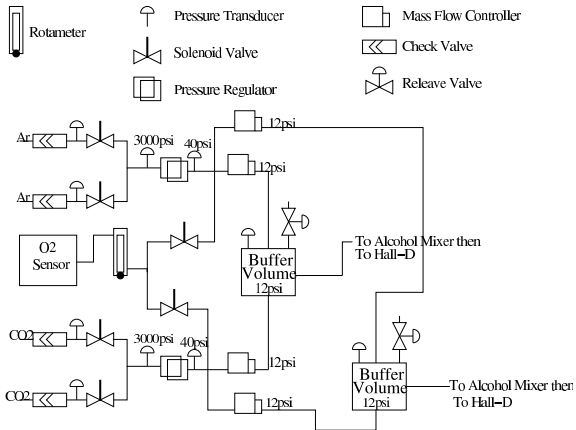 Rotameter
Pressure Transducer
Solenoid Valve
Pressure Regulator
Mass Flow Controller
Check Valve
Releave Valve
Ar
3000psi
40psi
12psi
12psi
Ar
O2
Sensor
Buffer
Volume
12psi
To Alcohol Mixer then
To Hall-D
CO2
3000psi
40psi
12psi
CO2
12psi
Buffer
Volume
12psi
To Alcohol Mixer then
To Hall-D